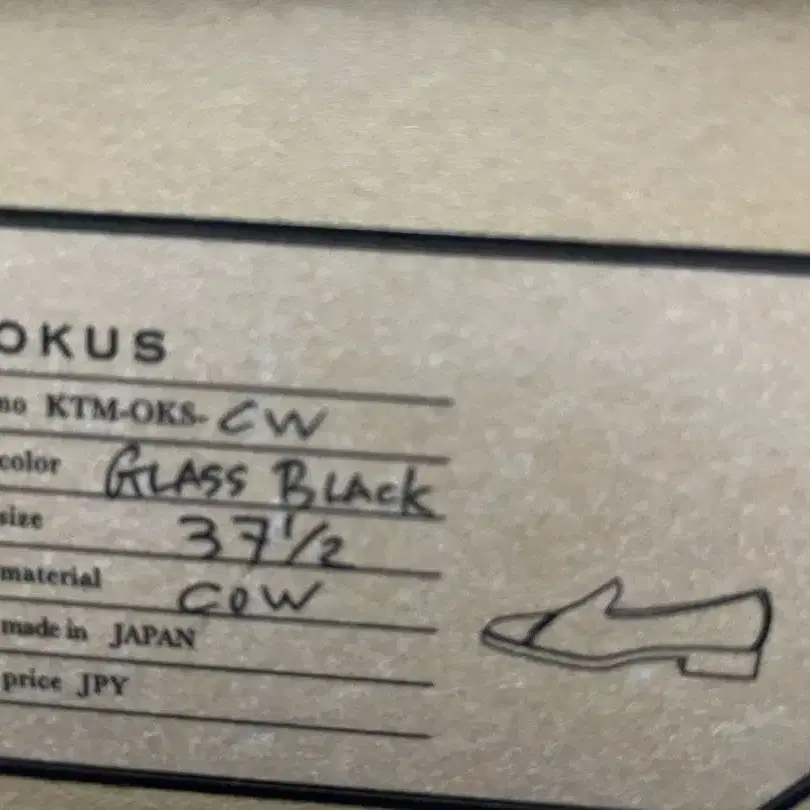 OKUS
no KTM-OKS- CW
color GLASS BLAck
size 37 1/2
material COW
made in JAPAN
price JPY